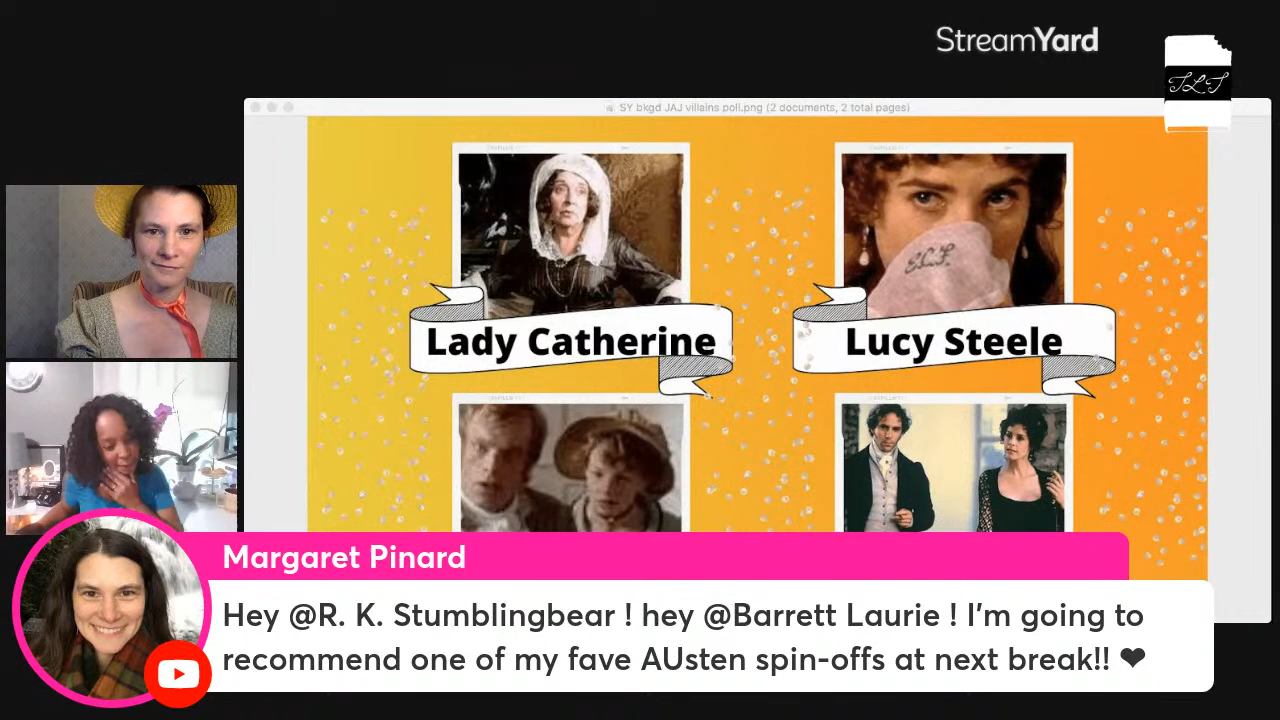 StreamYard
TLT
SY bkgd JAJ villains poll.png (2 documents, 2 total pages)
E.L.F.
Lady Catherine
Lucy Steele
Margaret Pinard
Hey @R. K. Stumblingbear ! hey @Barrett Laurie ! I'm going to
recommend one of my fave AUsten spin-offs at next break!! ❤